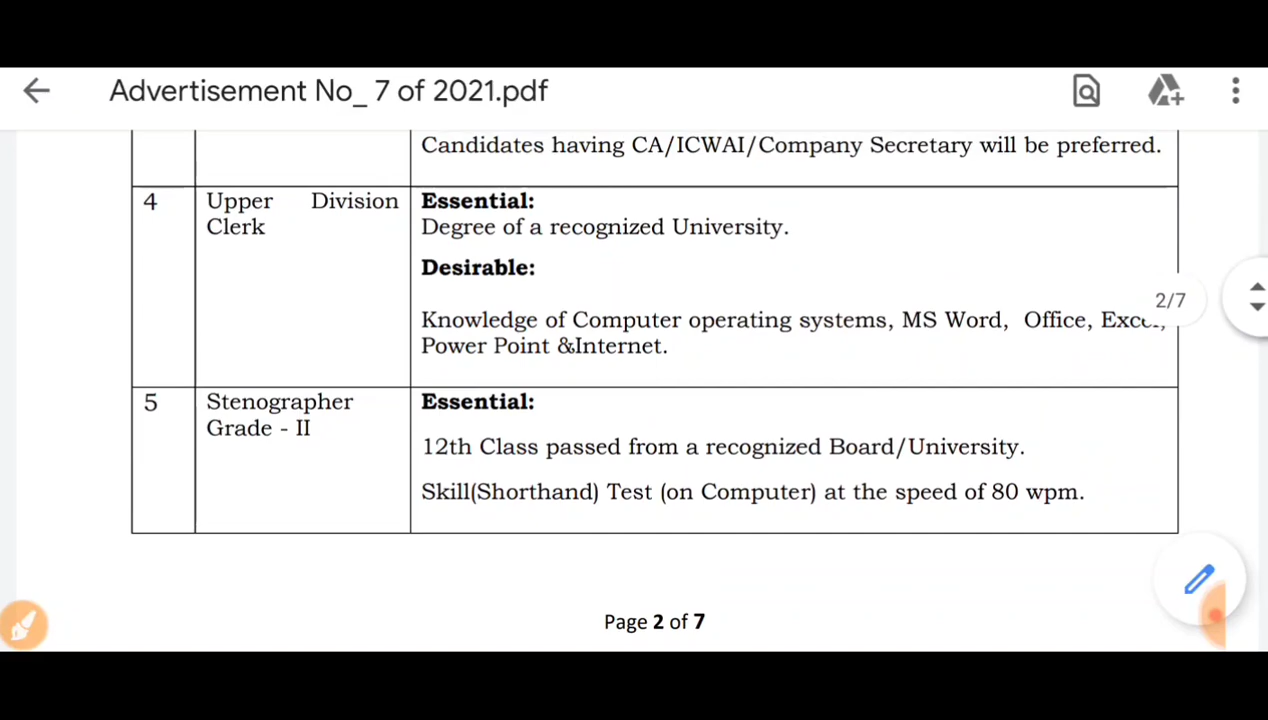 Advertisement No_ 7 of 2021.pdf
Candidates having CA/ICWAI/Company Secretary will be preferred.
4 Upper Division Essential:
Clerk Degree of a recognized University.
Desirable:
2/7
Knowledge of Computer operating systems, MS Word, Office,
Power Point &Internet.
5 Stenographer Essential:
Grade - II
12th Class passed from a recognized Board/University.
Skill(Shorthand) Test (on Computer) at the speed of 80 wpm.
Page 2 of 7